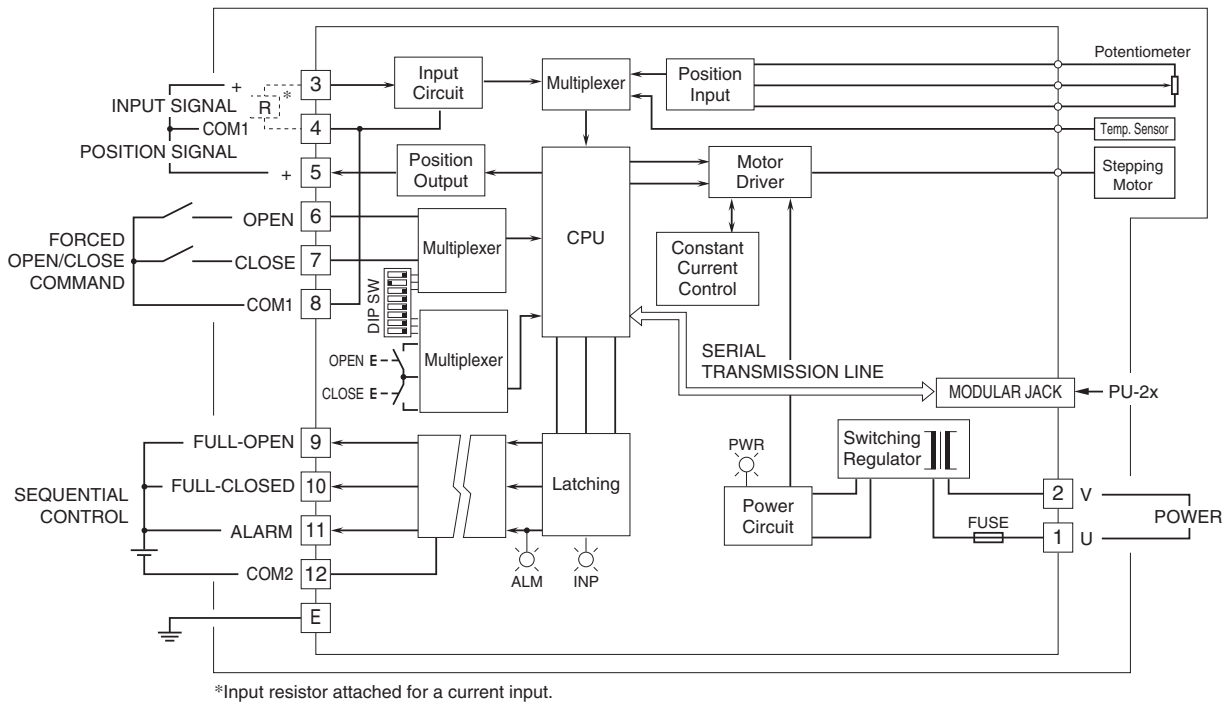 Potentiometer
+
3
Input
Circuit
Multiplexer
Position
Input
INPUT SIGNAL
R
*
COM1
4
Temp. Sensor
POSITION SIGNAL
+
5
Position
Output
CPU
Motor
Driver
Stepping
Motor
FORCED
OPEN/CLOSE
COMMAND
OPEN
6
CLOSE
7
COM1
8
Multiplexer
Constant
Current
Control
DIP SW
OPEN E
CLOSE E
Multiplexer
SERIAL
TRANSMISSION LINE
MODULAR JACK
PU-2x
SEQUENTIAL
CONTROL
FULL-OPEN
9
FULL-CLOSED
10
ALARM
11
COM2
12
E
Latching
ALM
INP
PWR
Power
Circuit
Switching
Regulator
FUSE
2
V
1
U
POWER
*Input resistor attached for a current input.